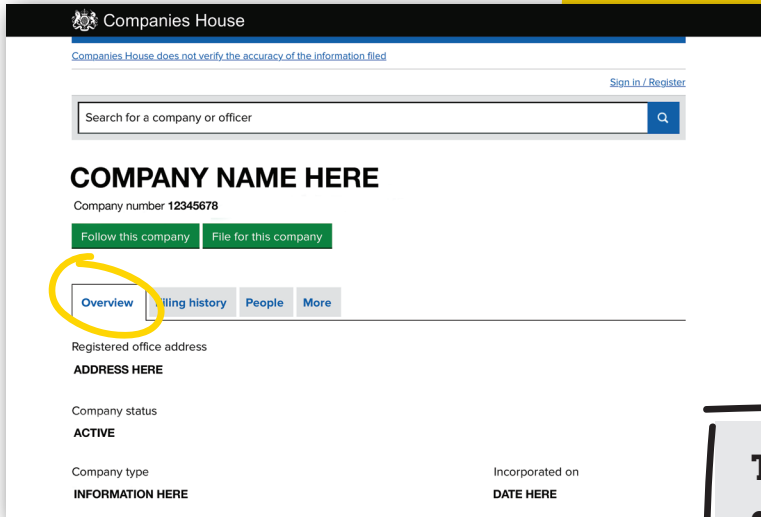 Companies House
Companies House does not verify the accuracy of the information filed
Sign in / Register
Search for a company or officer
COMPANY NAME HERE
Company number 12345678
Follow this company File for this company
Overview Filing history People More
Registered office address
ADDRESS HERE
Company status
ACTIVE
Company type Incorporated on
INFORMATION HERE DATE HERE